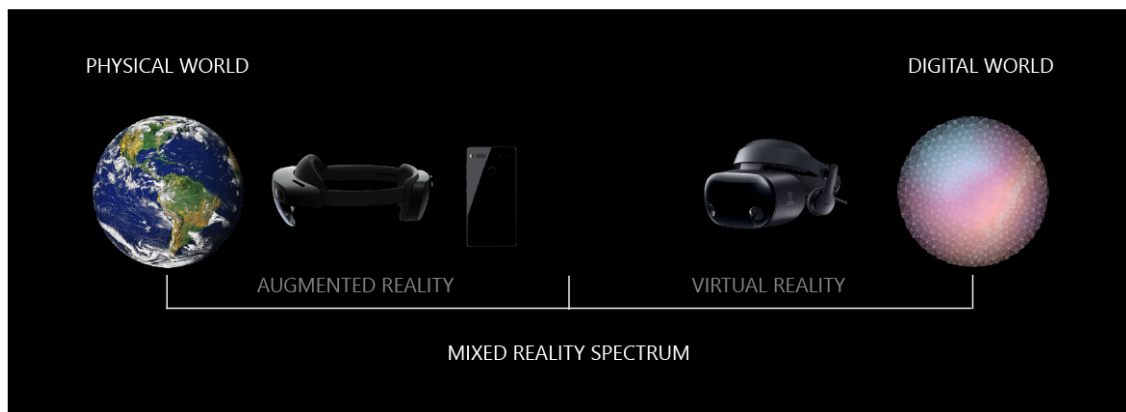 PHYSICAL WORLD
DIGITAL WORLD
AUGMENTED REALITY
VIRTUAL REALITY
MIXED REALITY SPECTRUM